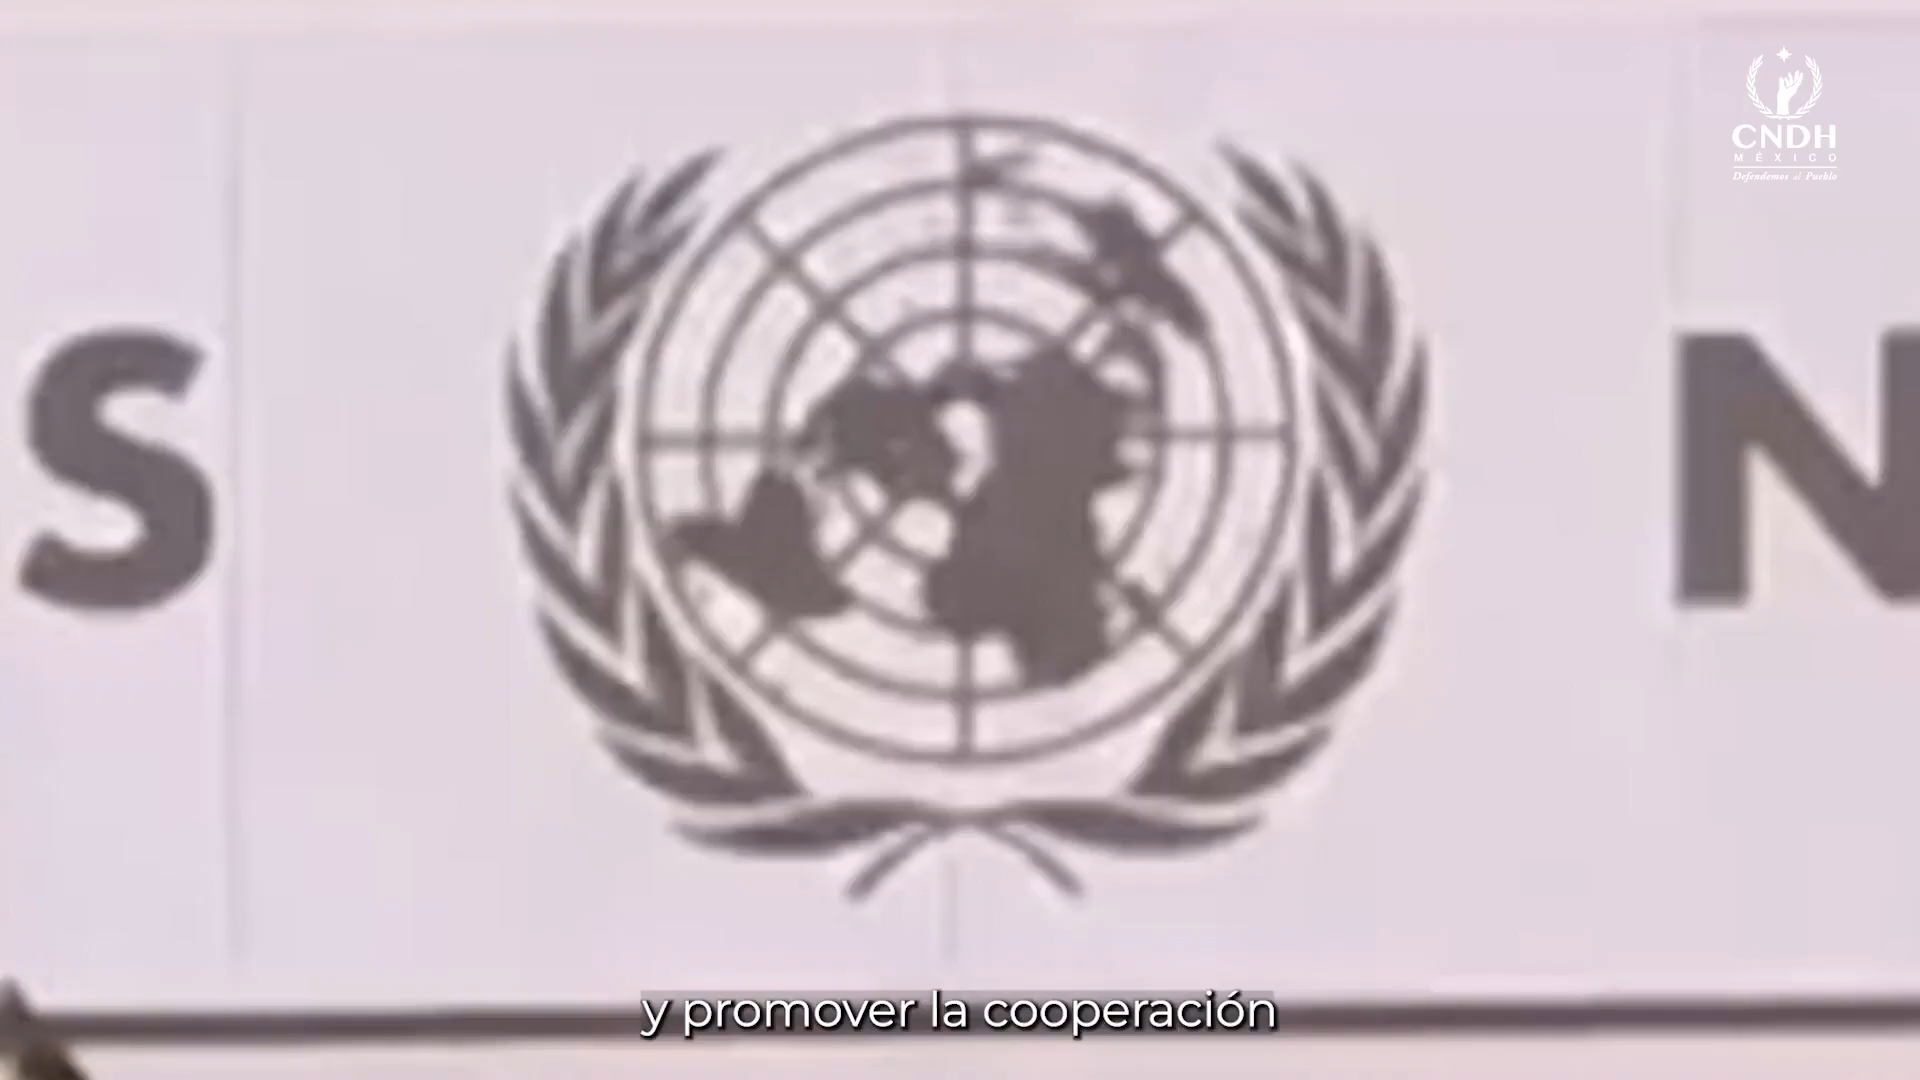 CNDH
MÉXICO
Defendemos al Pueblo
S N
y promover la cooperación